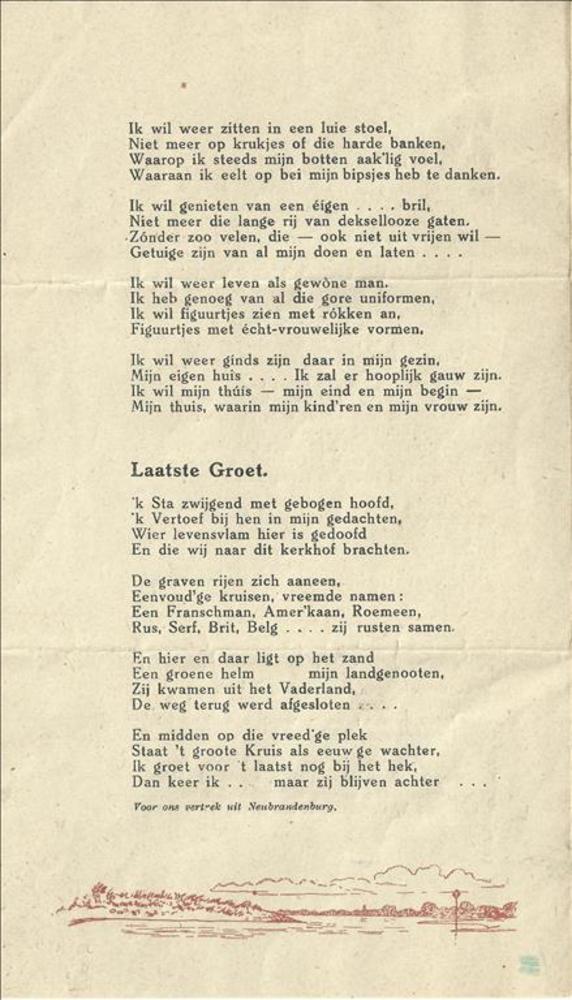 Ik wil weer zitten in een luie stoel,
Niet meer op krukjes of die harde banken,
Waarop ik steeds mijn botten aak'lig voel,
Waaraan ik eelt op bei mijn bipsjes heb te danken.
Ik wil genieten van een éigen . . . . bril,
Niet meer die lange rij van deksellooze gaten.
Zónder zoo velen, die — ook niet uit vrijen wil —
Getuige zijn van al mijn doen en laten . . . .
Ik wil weer leven als gewòne man.
Ik heb genoeg van al die gore uniformen,
Ik wil figuurtjes zien met rókken an,
Figuurtjes met écht-vrouwelijke vormen.
Ik wil weer ginds zijn daar in mijn gezin,
Mijn eigen huis . . . . Ik zal er hooplijk gauw zijn.
Ik wil mijn thúís — mijn eind en mijn begin —
Mijn thuis, waarin mijn kind'ren en mijn vrouw zijn.
Laatste Groet.
'k Sta zwijgend met gebogen hoofd,
'k Vertoef bij hen in mijn gedachten,
Wier levensvlam hier is gedoofd
En die wij naar dit kerkhof brachten.
De graven rijen zich aaneen,
Eenvoud'ge kruisen, vreemde namen :
Een Franschman, Amer'kaan, Roemeen,
Rus, Serf, Brit, Belg . . . . zij rusten samen.
En hier en daar ligt op het zand
Een groene helm mijn landgenooten,
Zij kwamen uit het Vaderland,
De weg terug werd afgesloten . . . .
En midden op die vreed'ge plek
Staat 't groote Kruis als eeuw ge wachter,
Ik groet voor 't laatst nog bij het hek,
Dan keer ik . . maar zij blijven achter . . .
Voor ons vertrek uit Neubrandenburg.